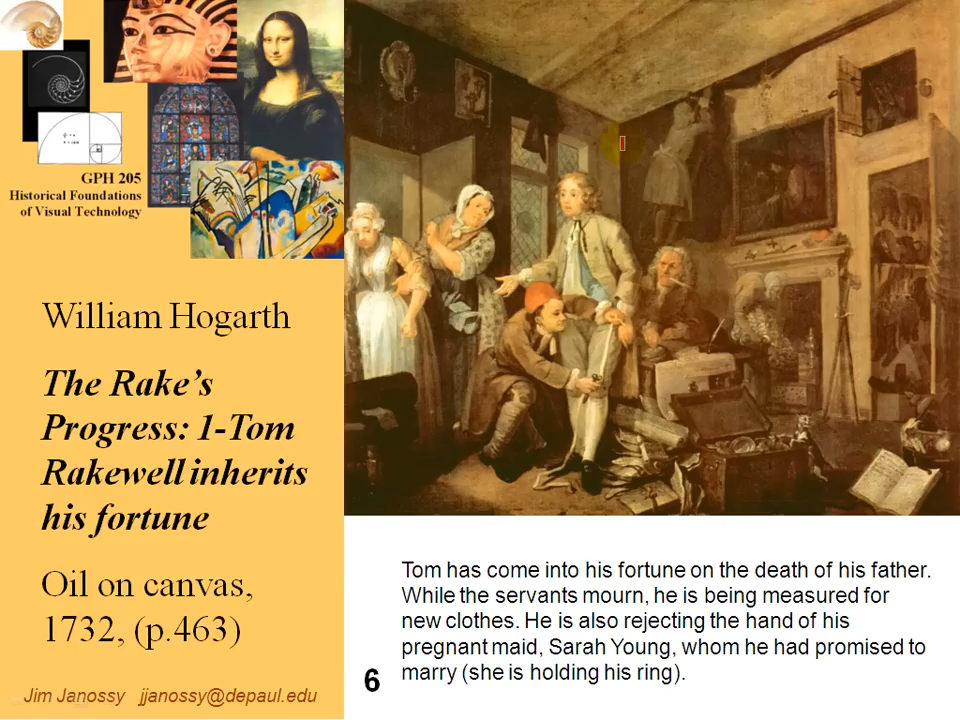 GPH 205
Historical Foundations
of Visual Technology
William Hogarth
The Rake's
Progress: 1-Tom
Rakewell inherits
his fortune
Oil on canvas,
1732, (p.463)
Jim Janossy jjanossy@depaul.edu
Tom has come into his fortune on the death of his father.
While the servants mourn, he is being measured for
new clothes. He is also rejecting the hand of his
pregnant maid, Sarah Young, whom he had promised to
marry (she is holding his ring).
6